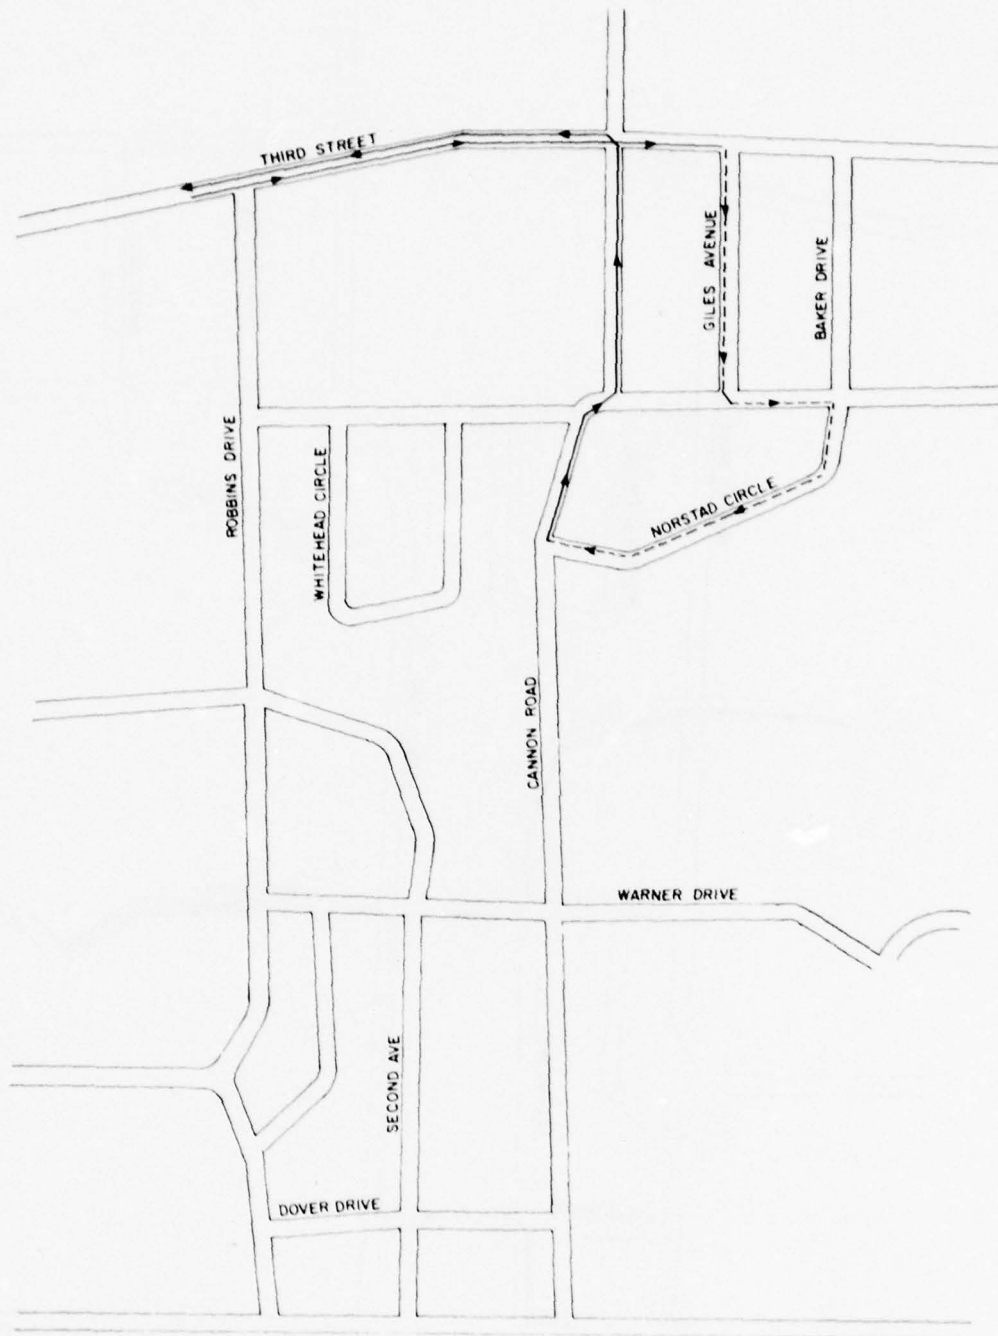 THIRD STREET
GILES AVENUE
BAKER DRIVE
ROBBINS DRIVE
WHITEHEAD CIRCLE
NORSTAD CIRCLE
CANNON ROAD
WARNER DRIVE
SECOND AVE
DOVER DRIVE